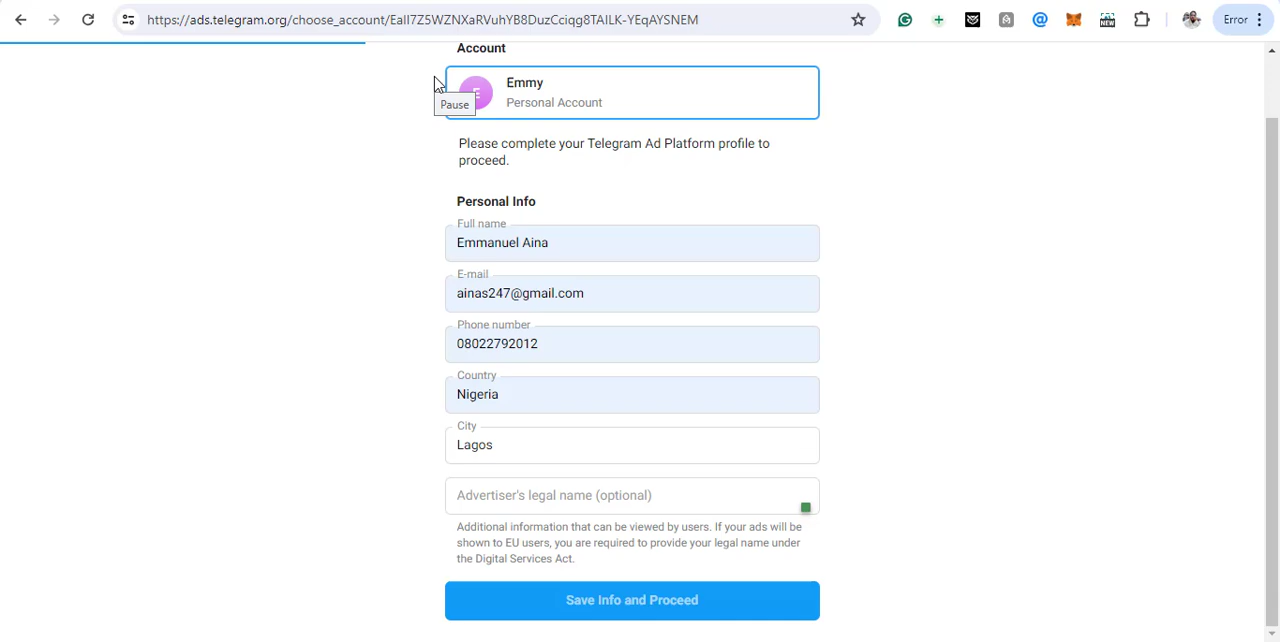 https://ads.telegram.org/choose_account/EaII7Z5WZNXaRVuhYB8DuzCciqg8TAILK-YEqAYSNEM
NEW
Error
Account
E
Emmy
Personal Account
Pause
Please complete your Telegram Ad Platform profile to
proceed.
Personal Info
Full name
Emmanuel Aina
E-mail
ainas247@gmail.com
Phone number
08022792012
Country
Nigeria
City
Lagos
Advertiser's legal name (optional)
Additional information that can be viewed by users. If your ads will be
shown to EU users, you are required to provide your legal name under
the Digital Services Act.
Save Info and Proceed